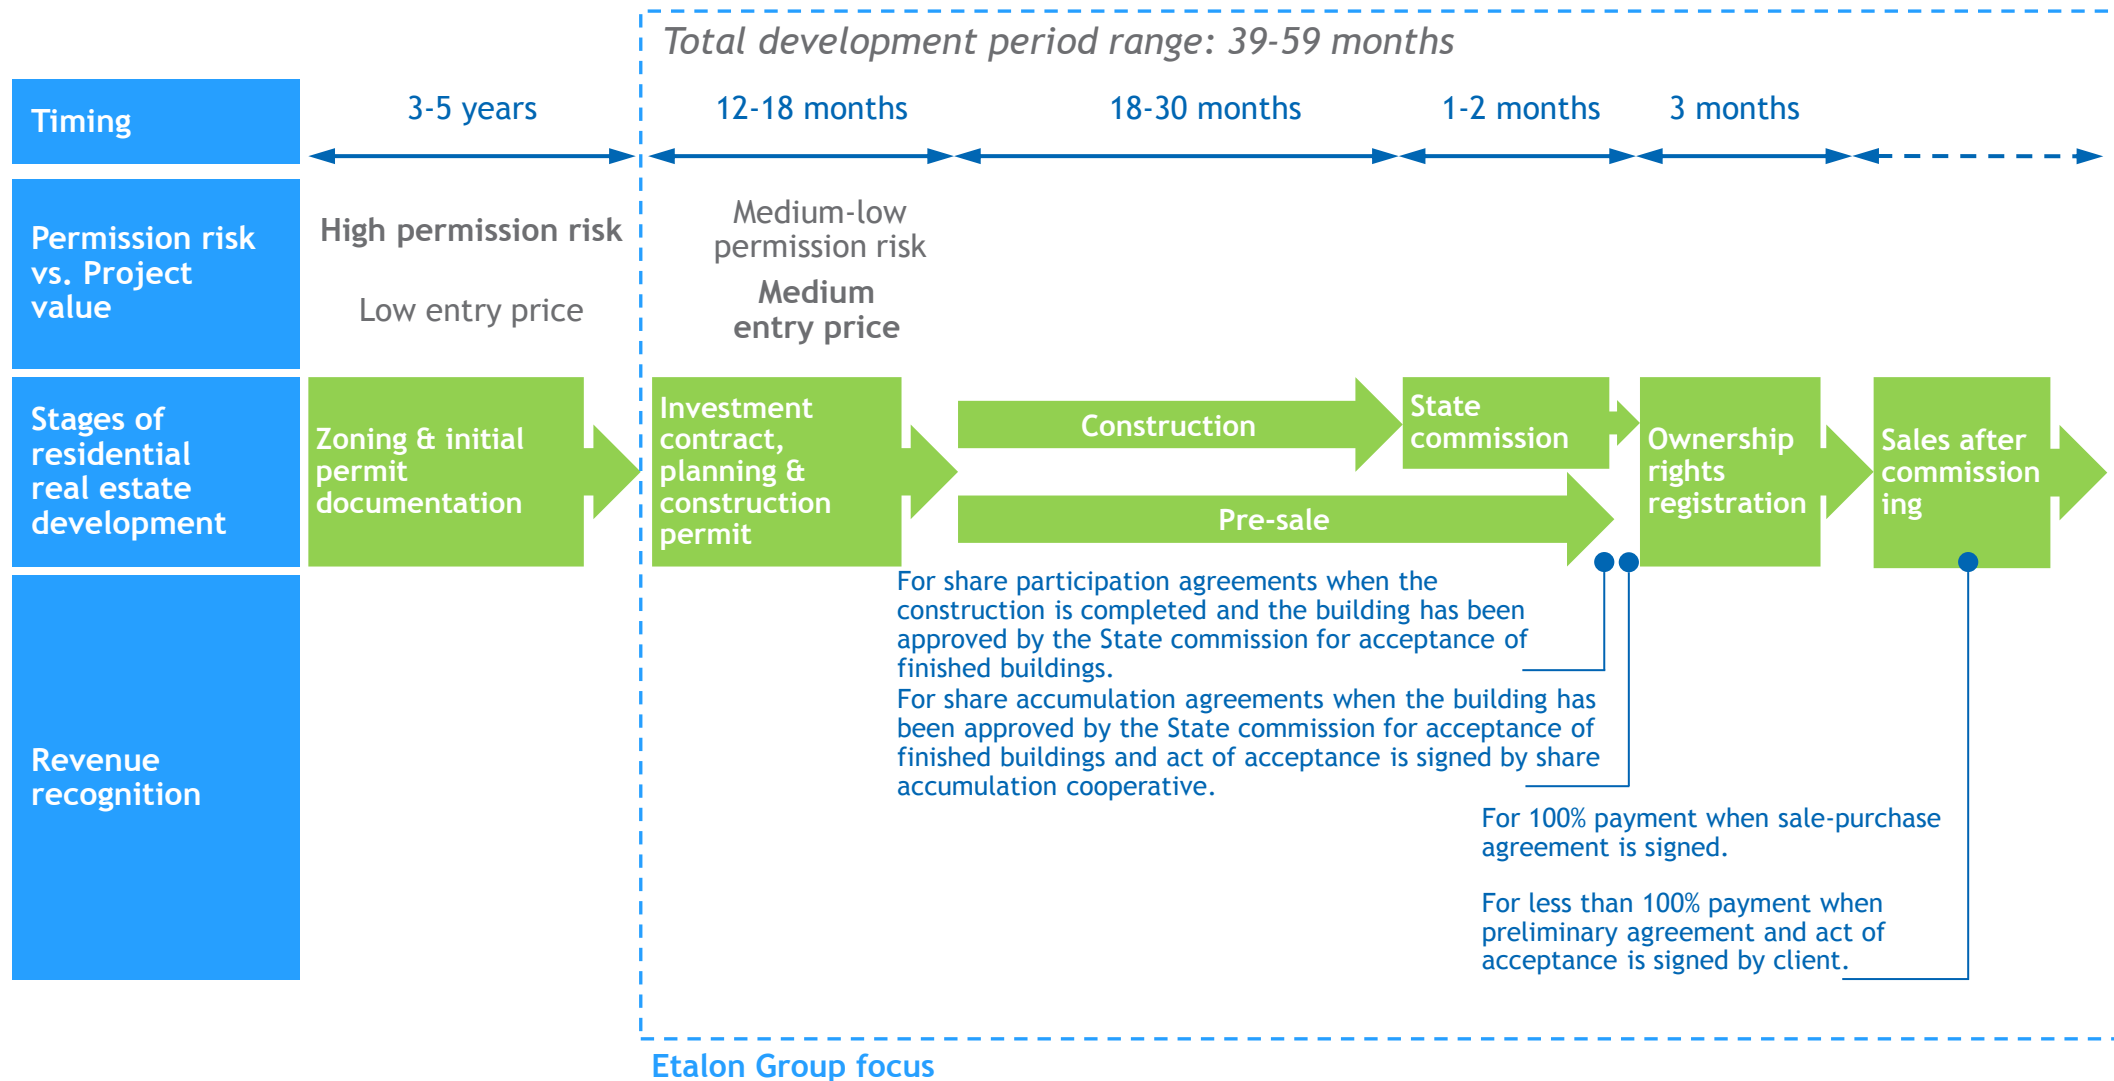 Total development period range: 39-59 months
Timing
3-5 years
12-18 months
18-30 months
1-2 months
3 months
Permission risk
vs. Project
value
High permission risk
Low entry price
Medium-low
permission risk
Medium
entry price
Stages of
residential
real estate
development
Zoning & initial
permit
documentation
Investment
contract,
planning &
construction
permit
Construction
Pre-sale
State
commission
Ownership
rights
registration
Sales after
commission
ing
Revenue
recognition
For share participation agreements when the
construction is completed and the building has been
approved by the State commission for acceptance of
finished buildings.
For share accumulation agreements when the building has
been approved by the State commission for acceptance of
finished buildings and act of acceptance is signed by share
accumulation cooperative.
For 100% payment when sale-purchase
agreement is signed.
For less than 100% payment when
preliminary agreement and act of
acceptance is signed by client.
Etalon Group focus